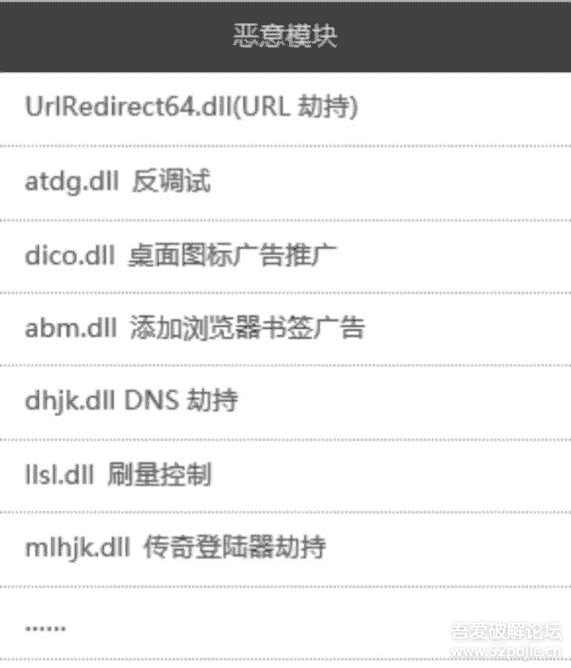 恶意模块
UrlRedirect64.dll(URL 劫持)
atdg.dll 反调试
dico.dll 桌面图标广告推广
abm.dll 添加浏览器书签广告
dhjk.dll DNS 劫持
llsl.dll 刷量控制
mlhjk.dll 传奇登陆器劫持
......
吾爱破解论坛
www.52pojie.cn